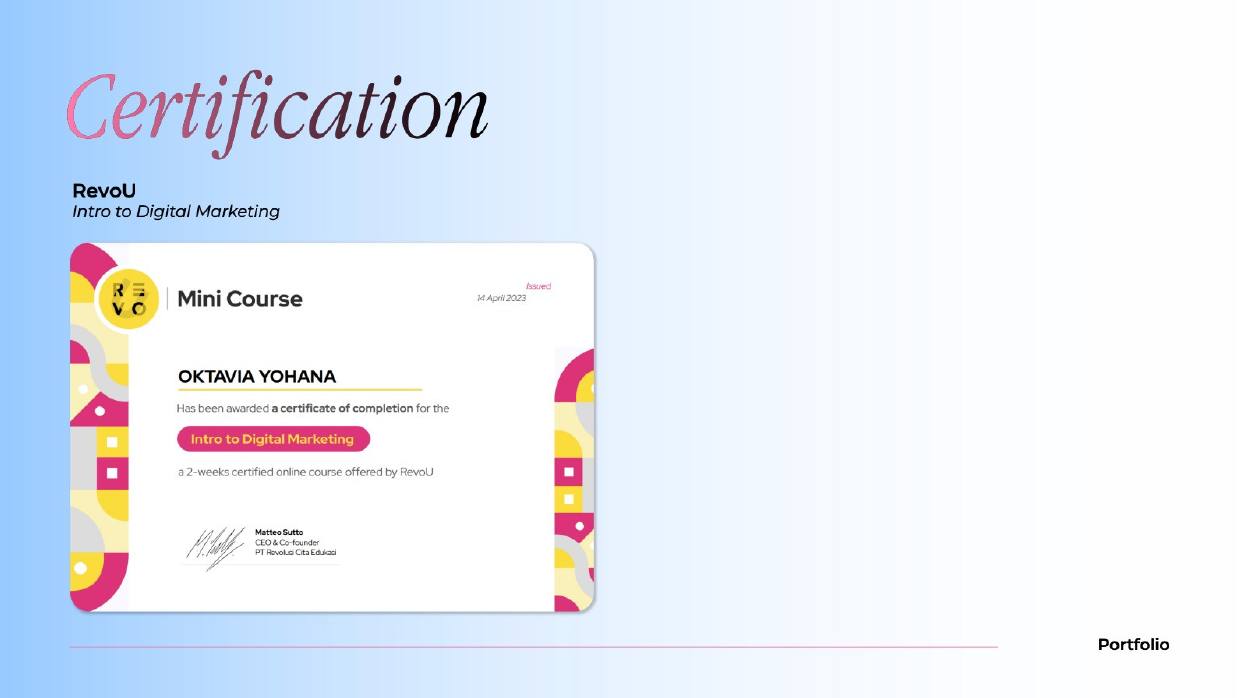 Certification
RevoU
Intro to Digital Marketing
RE
VO
Mini Course
Issued
14 April 2023
OKTAVIA YOHANA
Has been awarded a certificate of completion for the
Intro to Digital Marketing
a 2-weeks certified online course offered by RevoU
Matteo Sutto
CEO & Co-founder
PT Revolusi Cita Edukasi
Portfolio